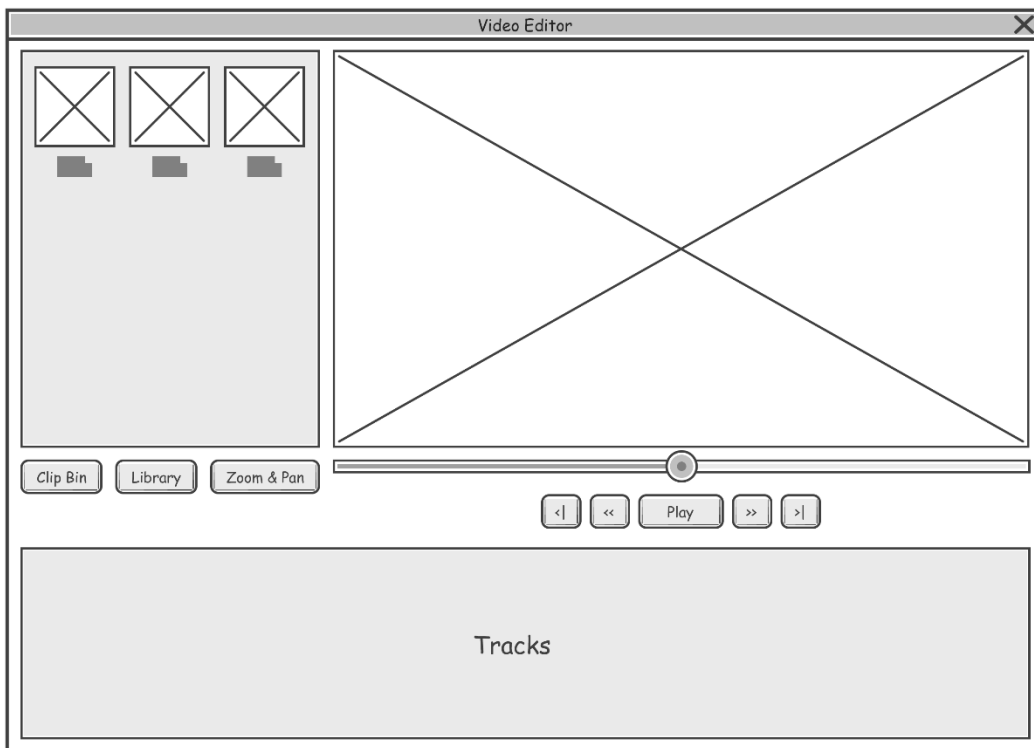 Video Editor
Clip Bin
Library
Zoom & Pan
<|
<<
Play
>>
>|
Tracks